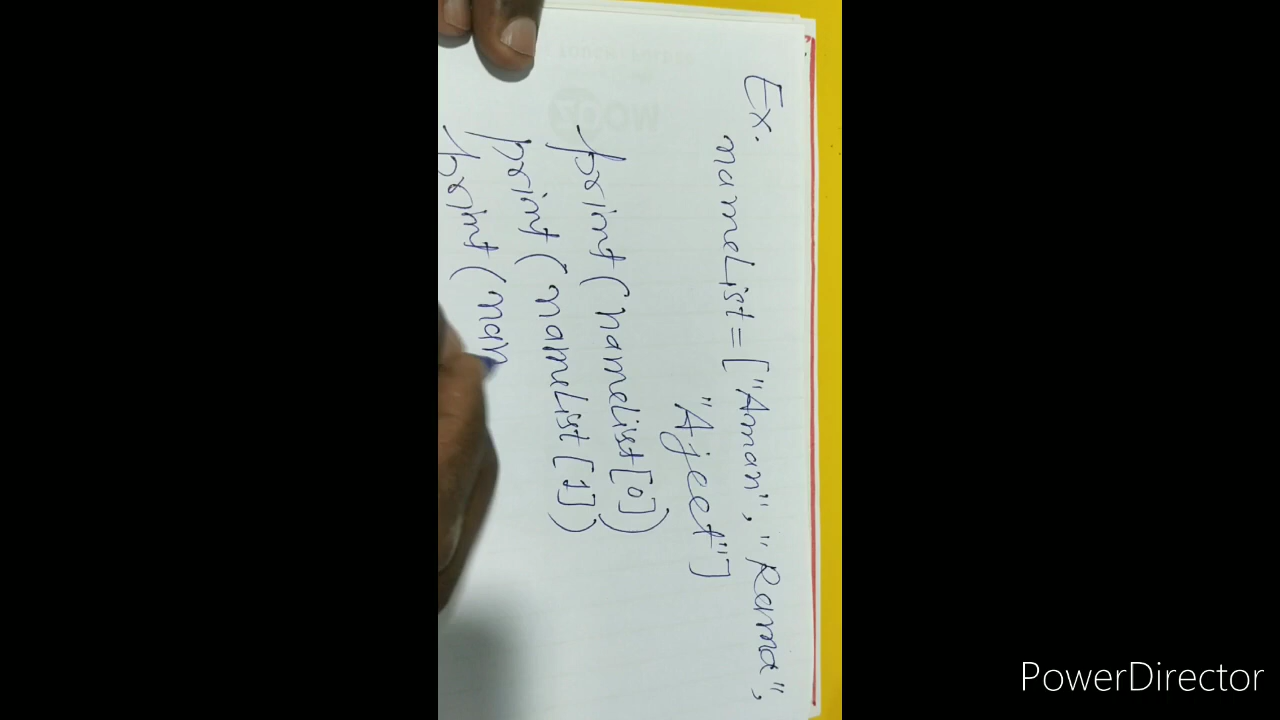 Ex.
nameList = ["Aman", "Rama",
"Ajeet"]
print(nameList[0])
print(nameList[1])
print(nam
PowerDirector